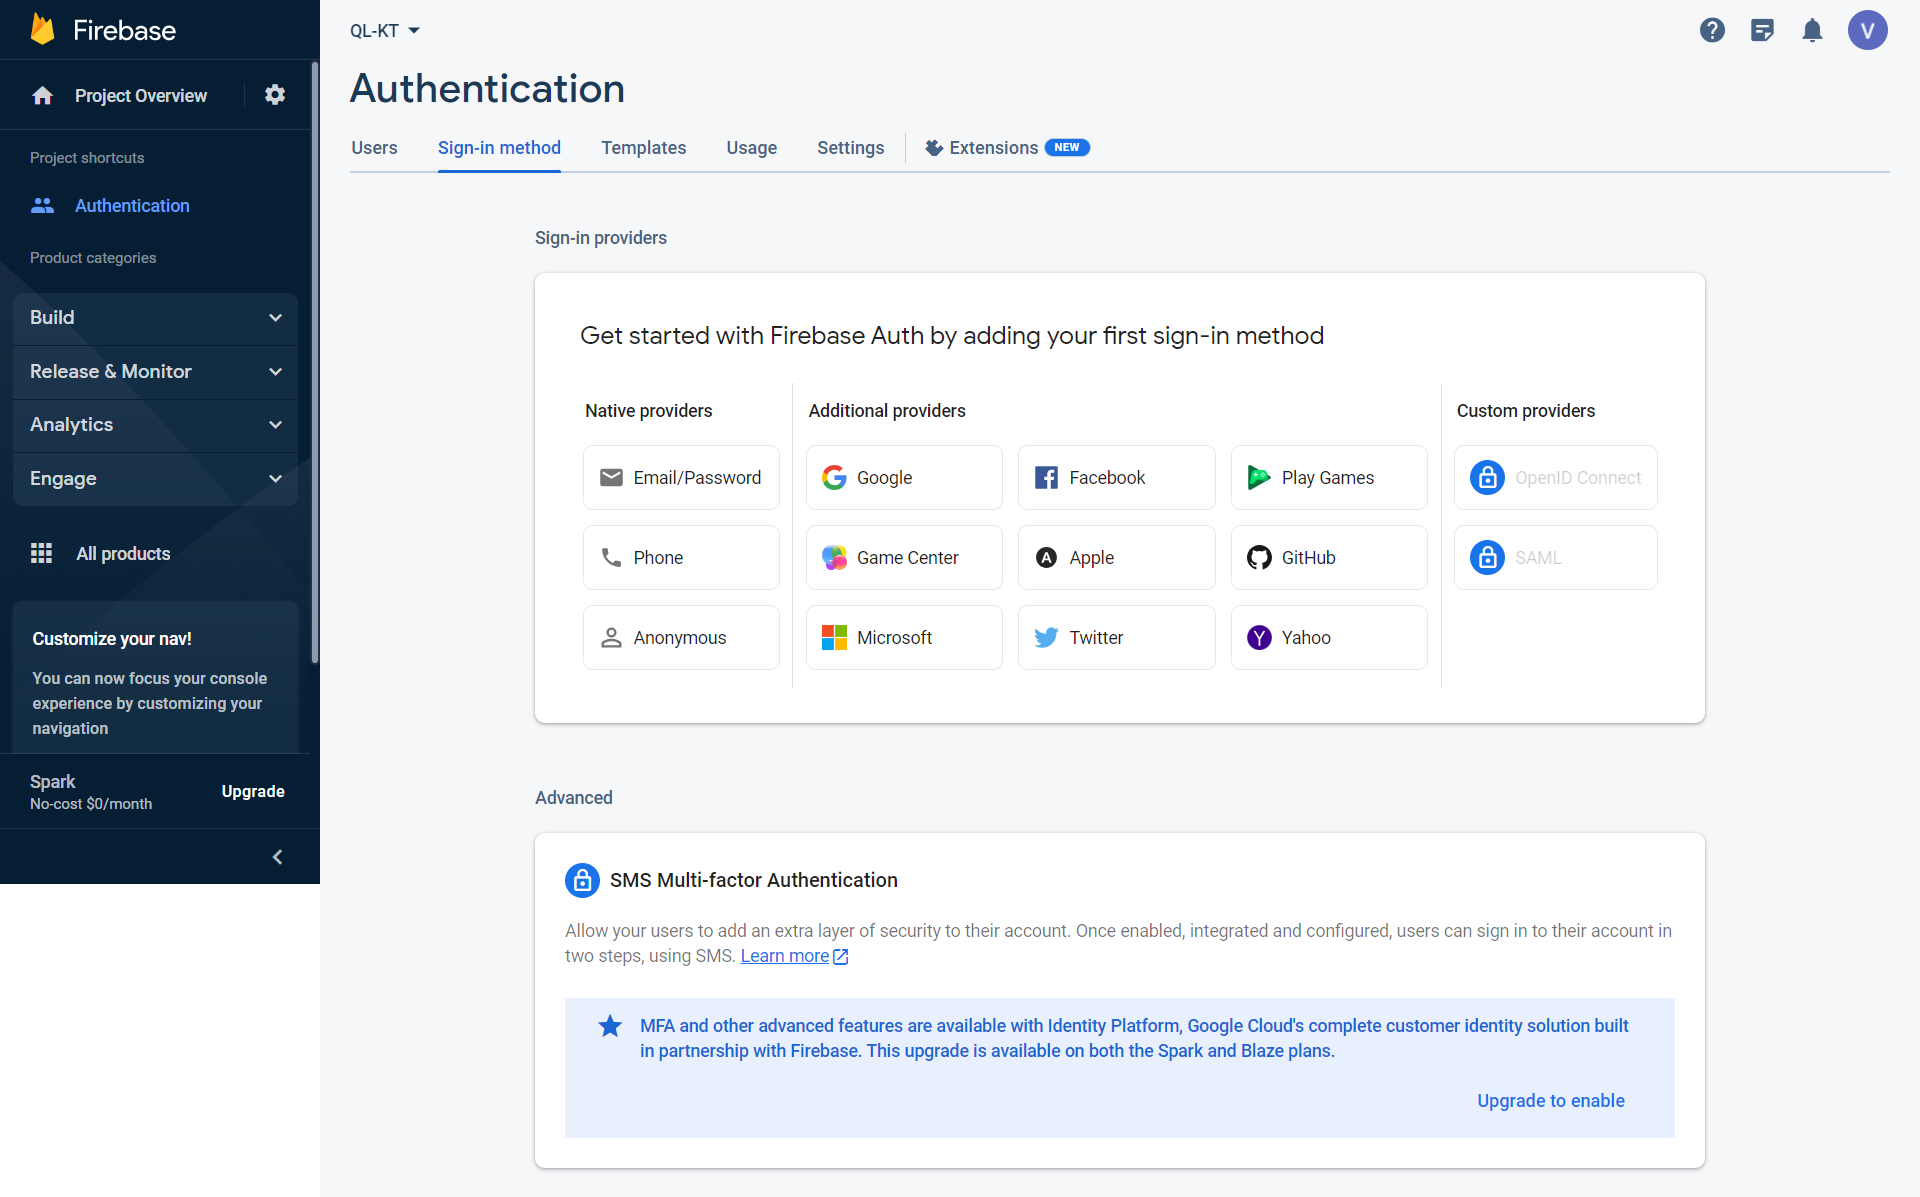 Firebase
Project Overview
Project shortcuts
Authentication
Product categories
Build
Release & Monitor
Analytics
Engage
All products
Customize your nav!
You can now focus your console
experience by customizing your
navigation
Spark
No-cost $0/month
Upgrade
QL-KT
V
Authentication
Users
Sign-in method
Templates
Usage
Settings
Extensions NEW
Sign-in providers
Get started with Firebase Auth by adding your first sign-in method
Native providers
Email/Password
Phone
Anonymous
Additional providers
Google
Facebook
Play Games
Game Center
Apple
GitHub
Microsoft
Twitter
Yahoo
Custom providers
OpenID Connect
SAML
Advanced
SMS Multi-factor Authentication
Allow your users to add an extra layer of security to their account. Once enabled, integrated and configured, users can sign in to their account in
two steps, using SMS. Learn more
MFA and other advanced features are available with Identity Platform, Google Cloud's complete customer identity solution built
in partnership with Firebase. This upgrade is available on both the Spark and Blaze plans.
Upgrade to enable